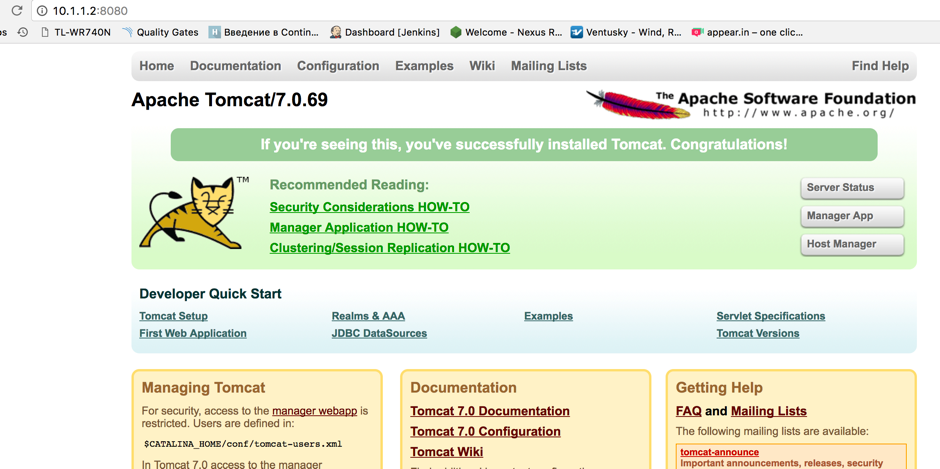 10.1.1.2:8080
TL-WR740N Quality Gates Введение в Contin... Dashboard [Jenkins] Welcome - Nexus R... Ventusky - Wind, R... appear.in – one clic...
Home Documentation Configuration Examples Wiki Mailing Lists Find Help
Apache Tomcat/7.0.69
The Apache Software Foundation
http://www.apache.org/
If you're seeing this, you've successfully installed Tomcat. Congratulations!
TM
Recommended Reading:
Security Considerations HOW-TO
Manager Application HOW-TO
Clustering/Session Replication HOW-TO
Server Status
Manager App
Host Manager
Developer Quick Start
Tomcat Setup
First Web Application
Realms & AAA
JDBC DataSources
Examples
Servlet Specifications
Tomcat Versions
Managing Tomcat
For security, access to the manager webapp is
restricted. Users are defined in:
$CATALINA_HOME/conf/tomcat-users.xml
In Tomcat 7.0 access to the manager
Documentation
Tomcat 7.0 Documentation
Tomcat 7.0 Configuration
Tomcat Wiki
Getting Help
FAQ and Mailing Lists
The following mailing lists are available:
tomcat-announce
Important announcements, releases, security